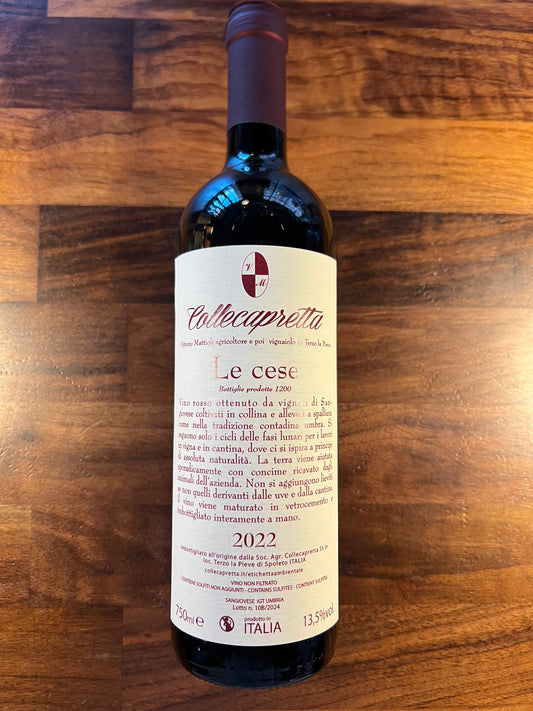 V
M
Collecapretta
Vittorio Mattioli agricoltore e poi vignaiolo in Terzo la Pieve
Le cese
Bottiglie prodotte 1200
Vino rosso ottenuto da vigneti di San-
giovese coltivati in collina e allevati a spalliera
come nella tradizione contadina umbra. Si
seguono solo i cicli delle fasi lunari per i lavori
in vigna e in cantina, dove ci si ispira a principi
di assoluta naturalità. La terra viene aiutata
sporadicamente con concime ricavato dagli
animali dell'azienda. Non si aggiungono lieviti
se non quelli derivanti dalle uve e dalla cantina.
Il vino viene maturato in vetrocemento e
imbottigliato interamente a mano.
2022
imbottigliato all'origine dalla Soc. Agr. Collecapretta SS in
loc. Terzo la Pieve di Spoleto ITALIA
collecapretta.it/etichettaambientale
VINO NON FILTRATO
CONTIENE SOLFITI NON AGGIUNTI - CONTAINS SULFITES - CONTIENT SULFITES
SANGIOVESE IGT UMBRIA
Lotto n. 10B/2024
750ml e
prodotto in
ITALIA
13,5%VOL